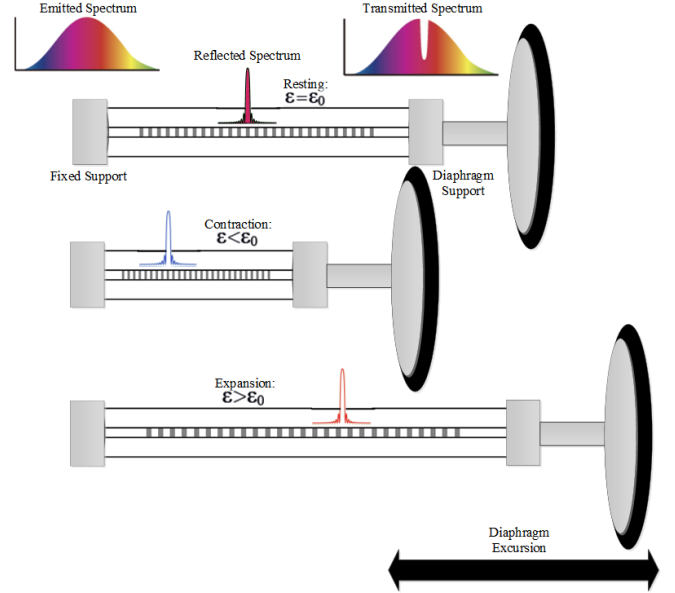 Emitted Spectrum
Transmitted Spectrum
Reflected Spectrum
Resting:
ε=ε₀
Fixed Support
Diaphragm
Support
Contraction:
ε<ε₀
Expansion:
ε>ε₀
Diaphragm
Excursion